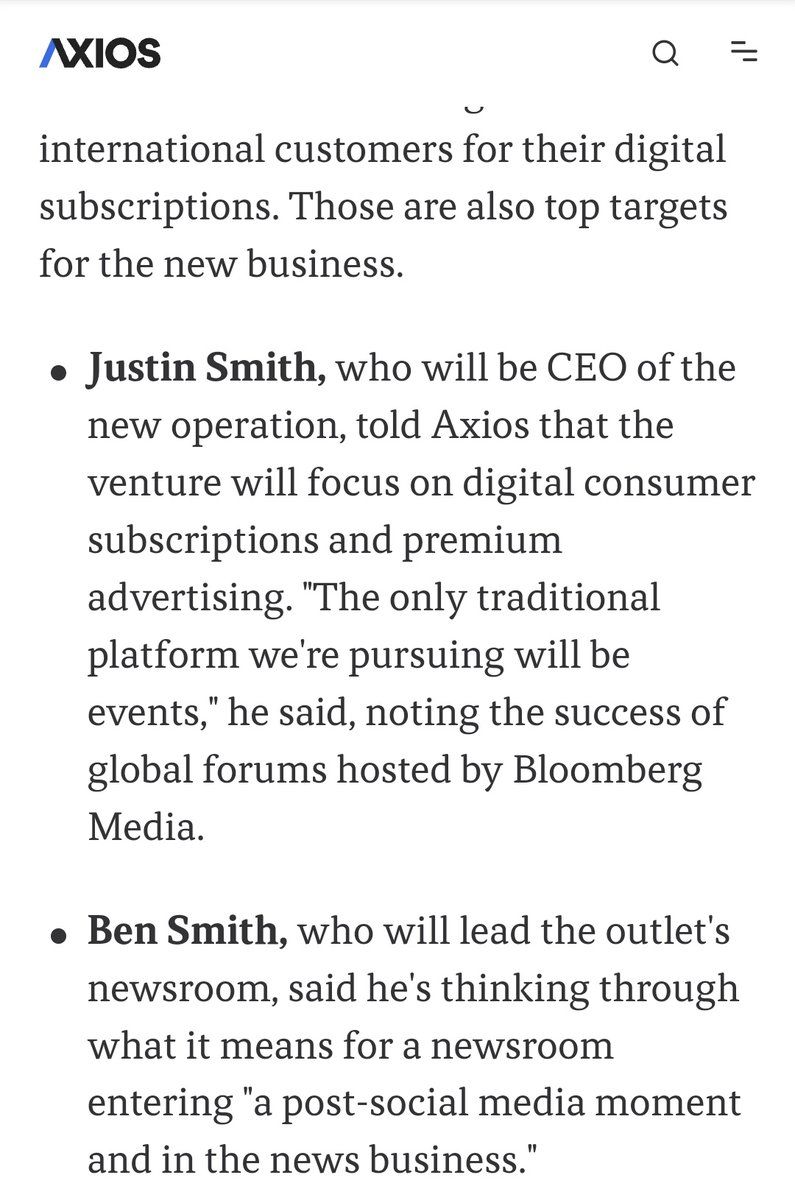 AXIOS
international customers for their digital
subscriptions. Those are also top targets
for the new business.
• Justin Smith, who will be CEO of the
new operation, told Axios that the
venture will focus on digital consumer
subscriptions and premium
advertising. "The only traditional
platform we're pursuing will be
events," he said, noting the success of
global forums hosted by Bloomberg
Media.
• Ben Smith, who will lead the outlet's
newsroom, said he's thinking through
what it means for a newsroom
entering "a post-social media moment
and in the news business."